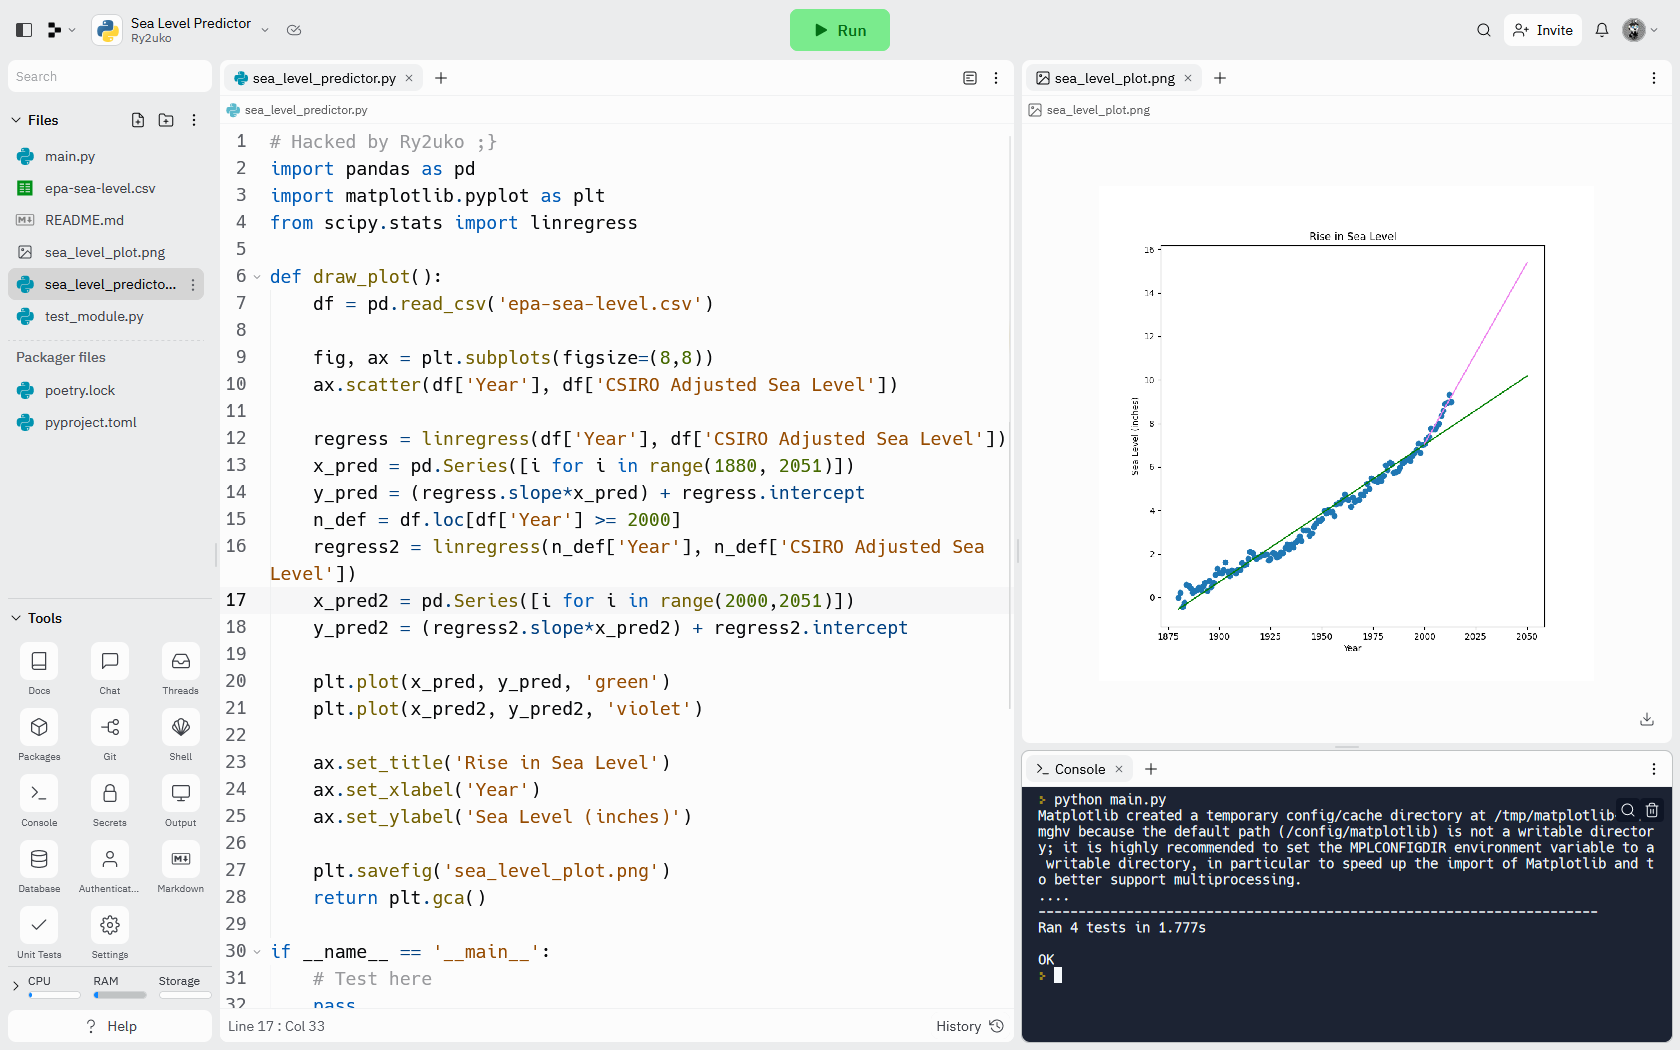 Sea Level Predictor
Ry2uko
Run
Invite
Search
Files
main.py
epa-sea-level.csv
README.md
sea_level_plot.png
sea_level_predicto...
test_module.py
Packager files
poetry.lock
pyproject.toml
Tools
Docs
Chat
Threads
Packages
Git
Shell
Console
Secrets
Output
Database
Authenticat...
Markdown
Unit Tests
Settings
CPU
RAM
Storage
? Help
sea_level_predictor.py
sea_level_predictor.py
1 # Hacked by Ry2uko ;}
2 import pandas as pd
3 import matplotlib.pyplot as plt
4 from scipy.stats import linregress
5
6 def draw_plot():
7     df = pd.read_csv('epa-sea-level.csv')
8
9     fig, ax = plt.subplots(figsize=(8,8))
10     ax.scatter(df['Year'], df['CSIRO Adjusted Sea Level'])
11
12     regress = linregress(df['Year'], df['CSIRO Adjusted Sea Level'])
13     x_pred = pd.Series([i for i in range(1880, 2051)])
14     y_pred = (regress.slope*x_pred) + regress.intercept
15     n_def = df.loc[df['Year'] >= 2000]
16     regress2 = linregress(n_def['Year'], n_def['CSIRO Adjusted Sea
Level'])
17     x_pred2 = pd.Series([i for i in range(2000,2051)])
18     y_pred2 = (regress2.slope*x_pred2) + regress2.intercept
19
20     plt.plot(x_pred, y_pred, 'green')
21     plt.plot(x_pred2, y_pred2, 'violet')
22
23     ax.set_title('Rise in Sea Level')
24     ax.set_xlabel('Year')
25     ax.set_ylabel('Sea Level (inches)')
26
27     plt.savefig('sea_level_plot.png')
28     return plt.gca()
29
30 if __name__ == '__main__':
31     # Test here
32     pass
Line 17 : Col 33
History
sea_level_plot.png
sea_level_plot.png
Rise in Sea Level
16
14
12
10
8
6
4
2
0
Sea Level (inches)
1875 1900 1925 1950 1975 2000 2025 2050
Year
Console
python main.py
Matplotlib created a temporary config/cache directory at /tmp/matplotlib-
mghv because the default path (/config/matplotlib) is not a writable director
y; it is highly recommended to set the MPLCONFIGDIR environment variable to a
writable directory, in particular to speed up the import of Matplotlib and t
o better support multiprocessing.
....
----------------------------------------------------------------------
Ran 4 tests in 1.777s
OK